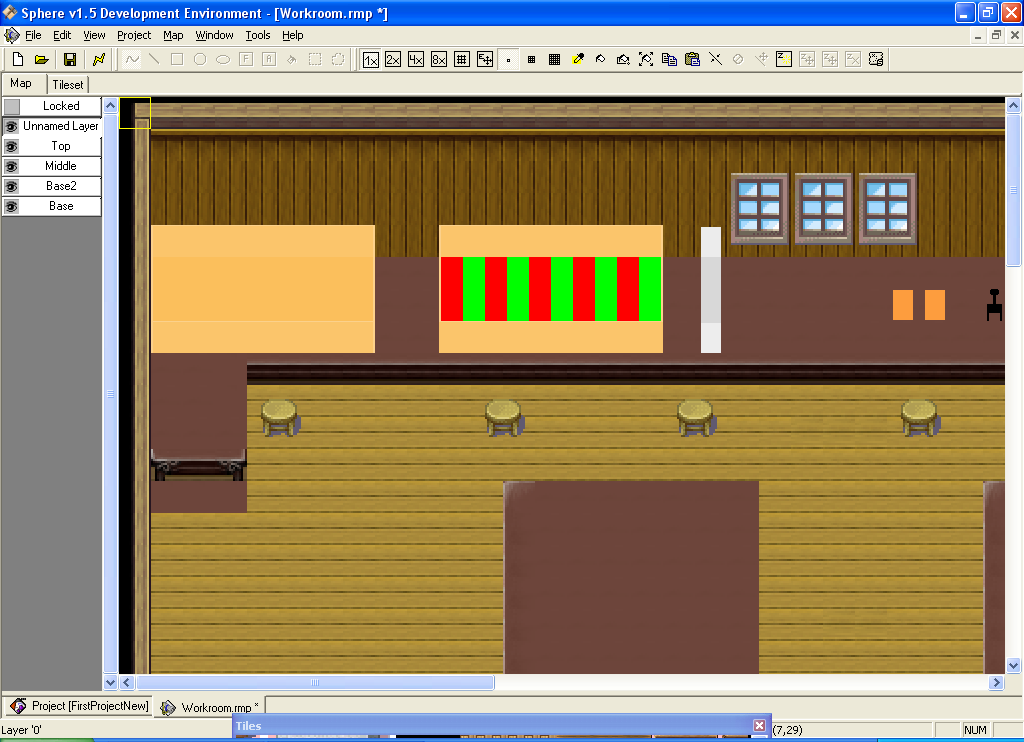 Sphere v1.5 Development Environment - [Workroom.rmp *]
File Edit View Project Map Window Tools Help
F A 1x 2x 4x 8x Z Z Z Z
Map Tileset
Locked
Unnamed Layer
Top
Middle
Base2
Base
Project [FirstProjectNew] Workroom.rmp *
Tiles
Layer '0' (7,29) NUM